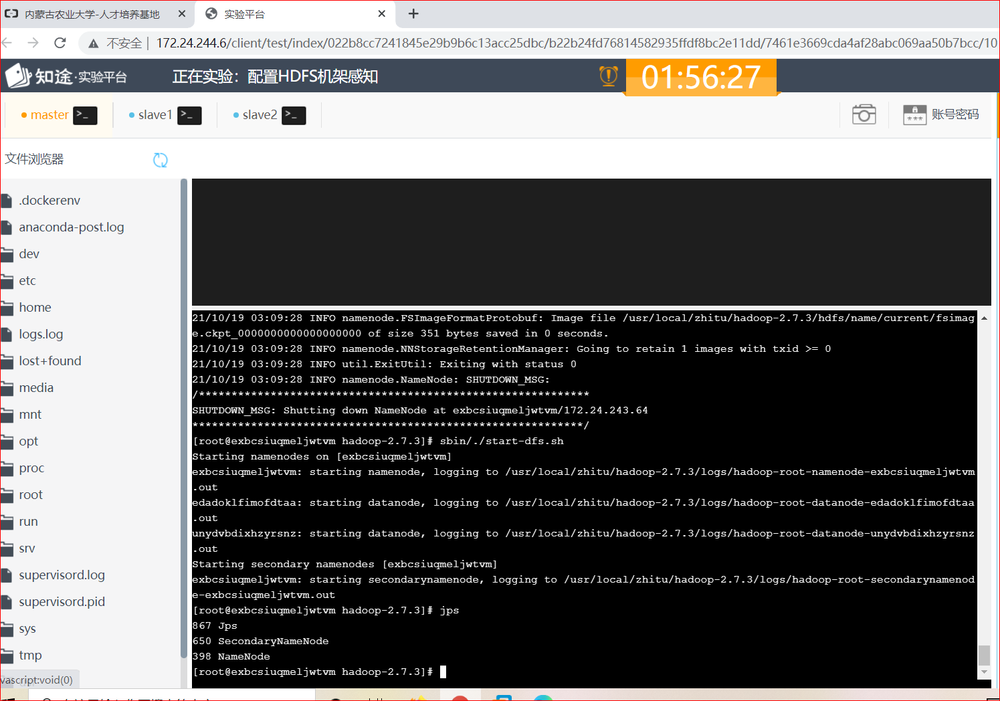 内蒙古农业大学-人才培养基地
实验平台
不安全 172.24.244.6/client/test/index/022b8cc7241845e29b9b6c13acc25dbc/b22b24fd76814582935ffdf8bc2e11dd/7461e3669cda4af28abc069aa50b7bcc/10
知途·实验平台 正在实验：配置HDFS机架感知 01:56:27
master >_ slave1 >_ slave2 >_ *** 账号密码
文件浏览器
.dockerenv
anaconda-post.log
dev
etc
home
logs.log
lost+found
media
mnt
opt
proc
root
run
srv
supervisord.log
supervisord.pid
sys
tmp
vascript:void(0)
21/10/19 03:09:28 INFO namenode.FSImageFormatProtobuf: Image file /usr/local/zhitu/hadoop-2.7.3/hdfs/name/current/fsimag
e.ckpt_0000000000000000000 of size 351 bytes saved in 0 seconds.
21/10/19 03:09:28 INFO namenode.NNStorageRetentionManager: Going to retain 1 images with txid >= 0
21/10/19 03:09:28 INFO util.ExitUtil: Exiting with status 0
21/10/19 03:09:28 INFO namenode.NameNode: SHUTDOWN_MSG:
/************************************************************
SHUTDOWN_MSG: Shutting down NameNode at exbcsiuqmeljwtvm/172.24.243.64
************************************************************/
[root@exbcsiuqmeljwtvm hadoop-2.7.3]# sbin/./start-dfs.sh
Starting namenodes on [exbcsiuqmeljwtvm]
exbcsiuqmeljwtvm: starting namenode, logging to /usr/local/zhitu/hadoop-2.7.3/logs/hadoop-root-namenode-exbcsiuqmeljwtvm
.out
edadoklfimofdtaa: starting datanode, logging to /usr/local/zhitu/hadoop-2.7.3/logs/hadoop-root-datanode-edadoklfimofdtaa
.out
unydvbdixhzyrsnz: starting datanode, logging to /usr/local/zhitu/hadoop-2.7.3/logs/hadoop-root-datanode-unydvbdixhzyrsnz
.out
Starting secondary namenodes [exbcsiuqmeljwtvm]
exbcsiuqmeljwtvm: starting secondarynamenode, logging to /usr/local/zhitu/hadoop-2.7.3/logs/hadoop-root-secondarynamenod
e-exbcsiuqmeljwtvm.out
[root@exbcsiuqmeljwtvm hadoop-2.7.3]# jps
867 Jps
650 SecondaryNameNode
398 NameNode
[root@exbcsiuqmeljwtvm hadoop-2.7.3]#